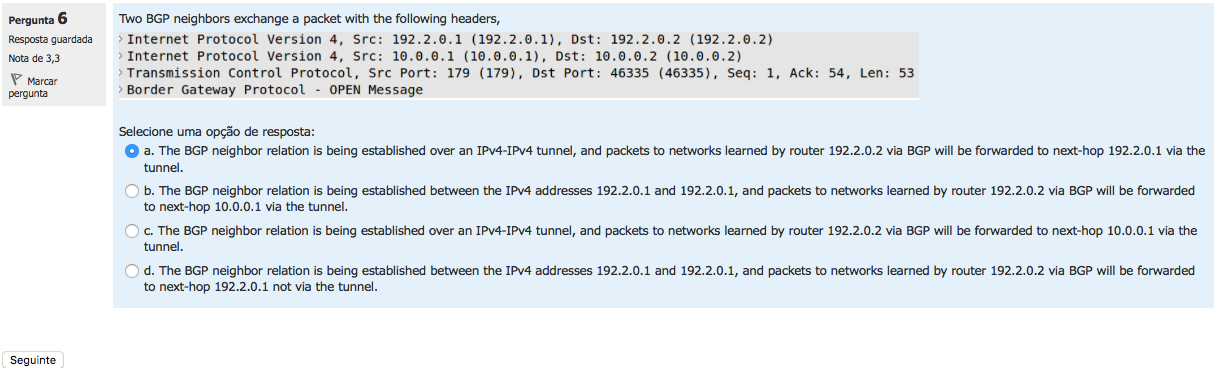 Pergunta 6
Resposta guardada
Nota de 3,3
Marcar
pergunta
Two BGP neighbors exchange a packet with the following headers,
> Internet Protocol Version 4, Src: 192.2.0.1 (192.2.0.1), Dst: 192.2.0.2 (192.2.0.2)
> Internet Protocol Version 4, Src: 10.0.0.1 (10.0.0.1), Dst: 10.0.0.2 (10.0.0.2)
> Transmission Control Protocol, Src Port: 179 (179), Dst Port: 46335 (46335), Seq: 1, Ack: 54, Len: 53
> Border Gateway Protocol - OPEN Message
Selecione uma opção de resposta:
a. The BGP neighbor relation is being established over an IPv4-IPv4 tunnel, and packets to networks learned by router 192.2.0.2 via BGP will be forwarded to next-hop 192.2.0.1 via the
tunnel.
b. The BGP neighbor relation is being established between the IPv4 addresses 192.2.0.1 and 192.2.0.1, and packets to networks learned by router 192.2.0.2 via BGP will be forwarded
to next-hop 10.0.0.1 via the tunnel.
c. The BGP neighbor relation is being established over an IPv4-IPv4 tunnel, and packets to networks learned by router 192.2.0.2 via BGP will be forwarded to next-hop 10.0.0.1 via the
tunnel.
d. The BGP neighbor relation is being established between the IPv4 addresses 192.2.0.1 and 192.2.0.1, and packets to networks learned by router 192.2.0.2 via BGP will be forwarded
to next-hop 192.2.0.1 not via the tunnel.
Seguinte